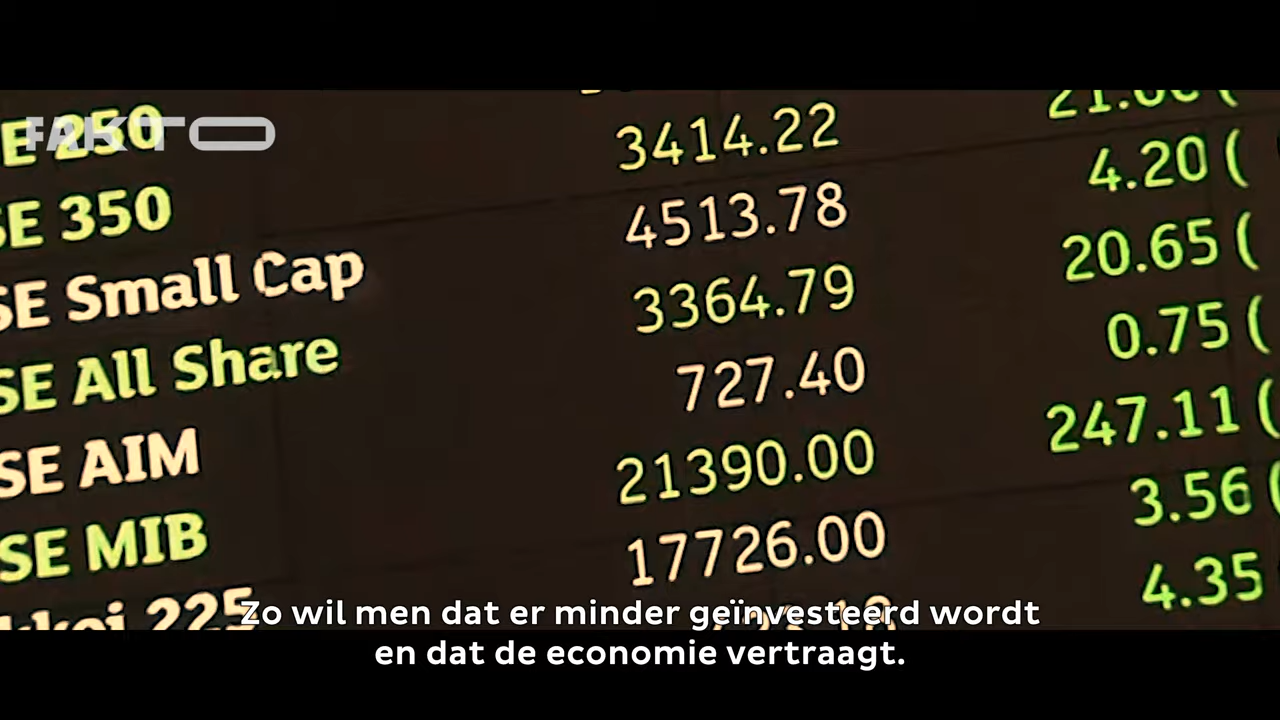 FAKTO
E 250
3414.22
4.20 (
SE 350
4513.78
20.65 (
SE Small Cap
3364.79
0.75 (
SE All Share
727.40
247.11 (
SE AIM
21390.00
3.56 (
SE MIB
17726.00
4.35
225
Zo wil men dat er minder geïnvesteerd wordt
en dat de economie vertraagt.